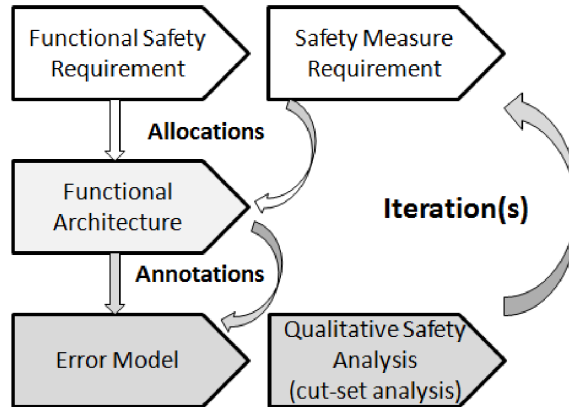 Functional Safety
Requirement
Safety Measure
Requirement
Allocations
Functional
Architecture
Iteration(s)
Annotations
Error Model
Qualitative Safety
Analysis
(cut-set analysis)